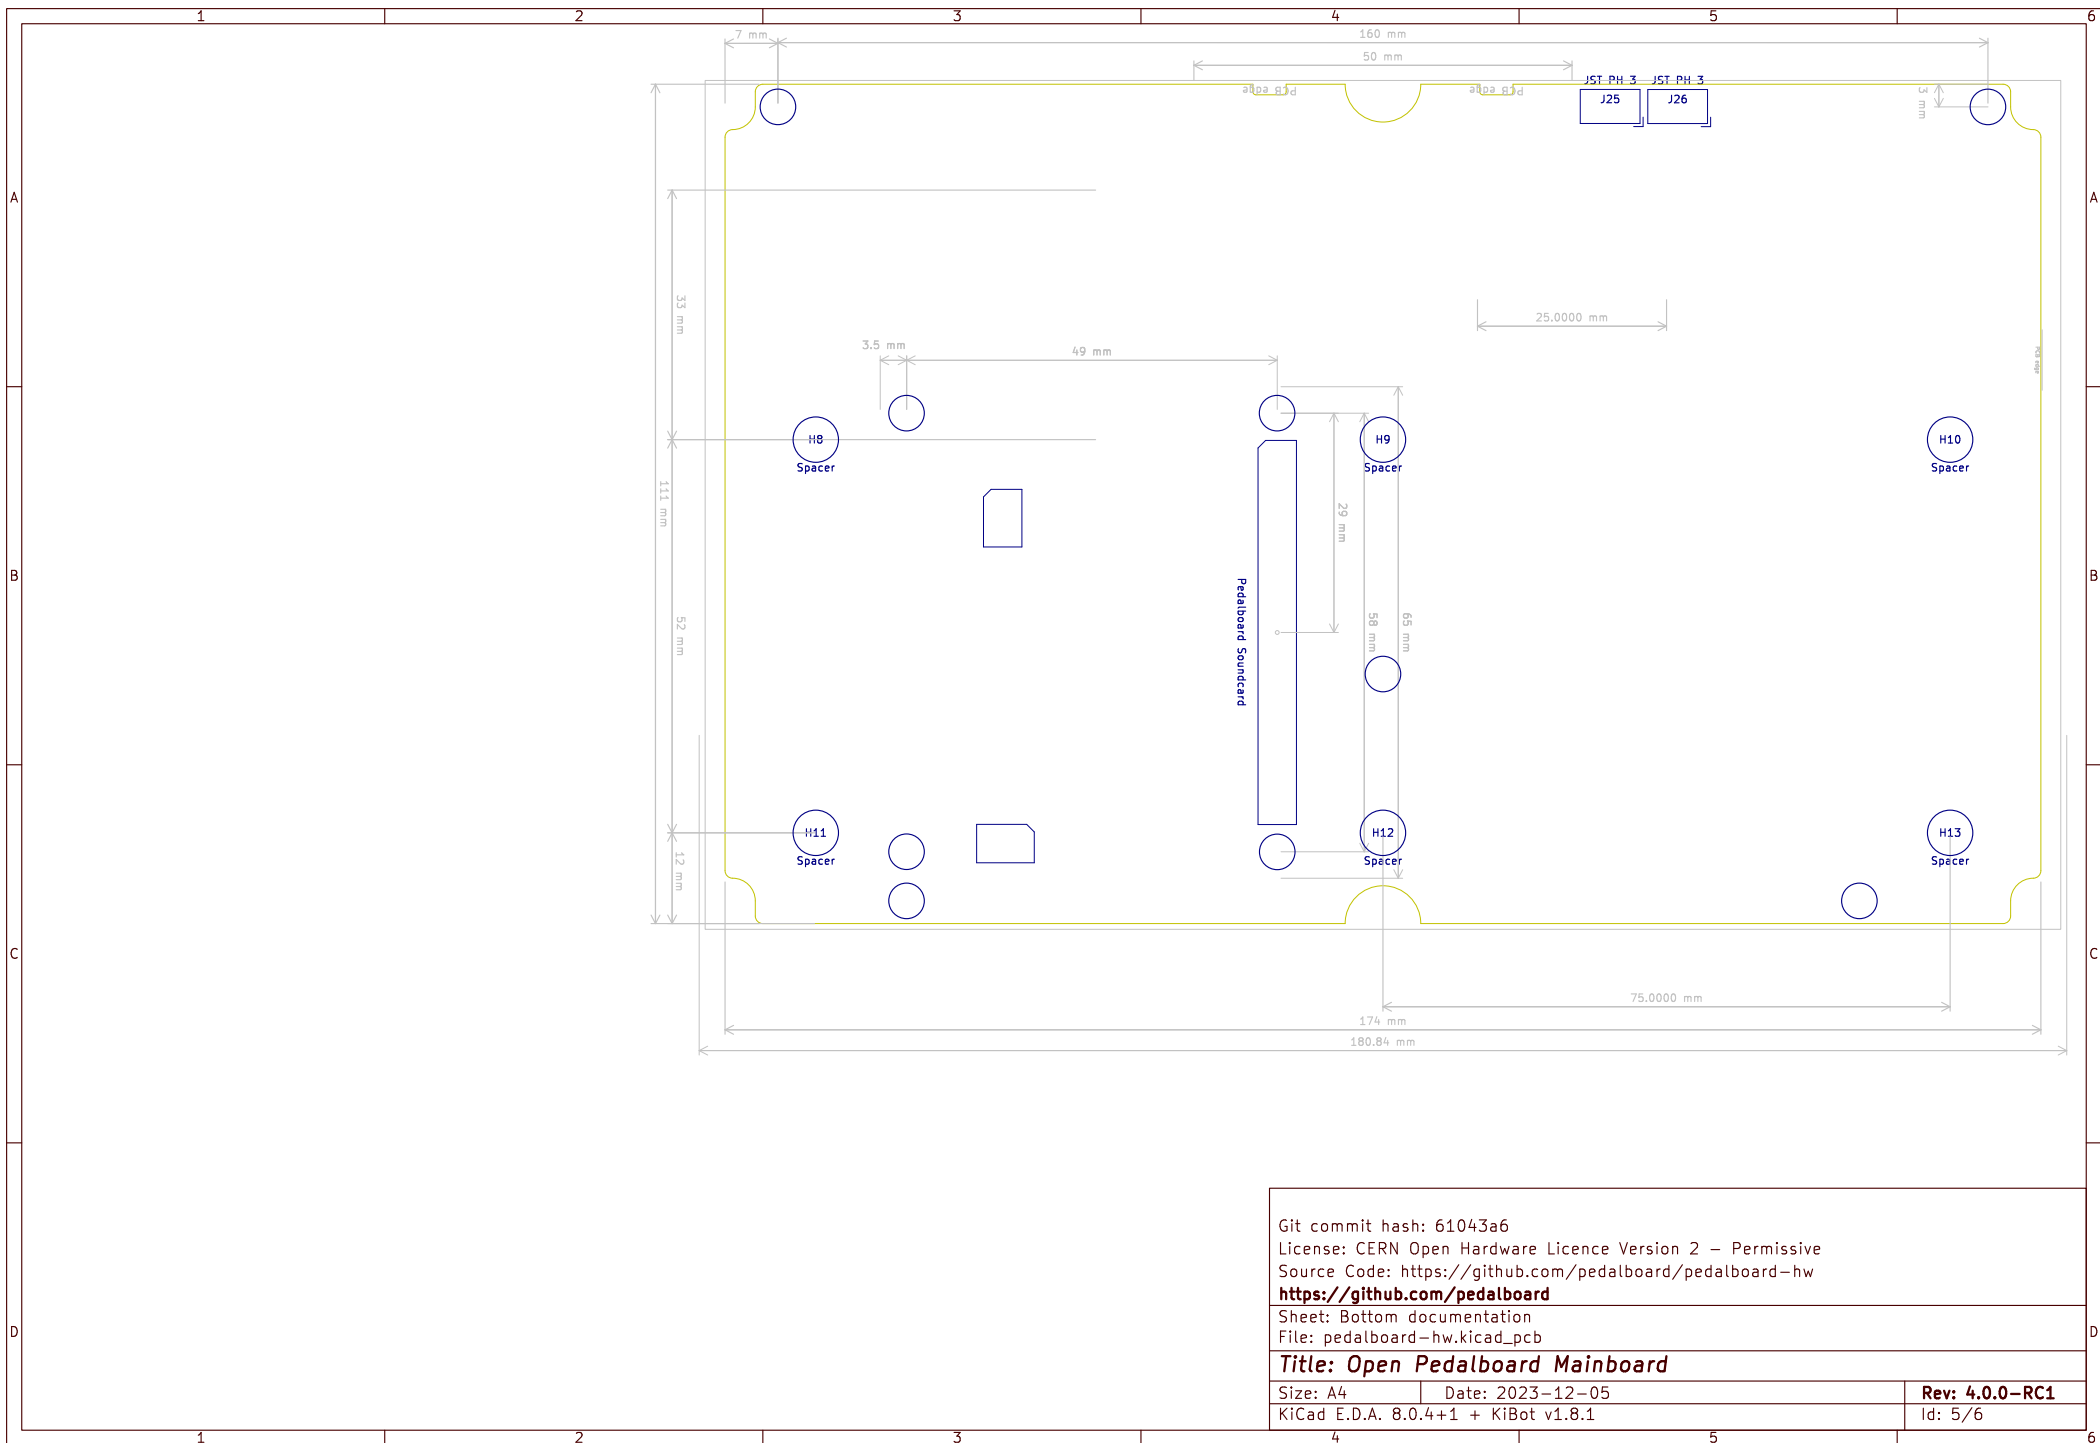 1 2 3 4 5 6
7 mm 160 mm
50 mm
JST PH 3 JST PH 3
PCB edge PCB edge
J25 J26
3 mm
A A
33 mm
25.0000 mm
3.5 mm 49 mm
PCB edge
H8 H9 H10
Spacer Spacer Spacer
111 mm
29 mm
B B
Pedalboard Soundcard
52 mm
58 mm
65 mm
H11 H12 H13
Spacer Spacer Spacer
12 mm
C C
75.0000 mm
174 mm
180.84 mm
Git commit hash: 61043a6
License: CERN Open Hardware Licence Version 2 - Permissive
Source Code: https://github.com/pedalboard/pedalboard-hw
https://github.com/pedalboard
Sheet: Bottom documentation
File: pedalboard-hw.kicad_pcb
D D
Title: Open Pedalboard Mainboard
Size: A4 Date: 2023-12-05 Rev: 4.0.0-RC1
KiCad E.D.A. 8.0.4+1 + KiBot v1.8.1 Id: 5/6
1 2 3 4 5 6